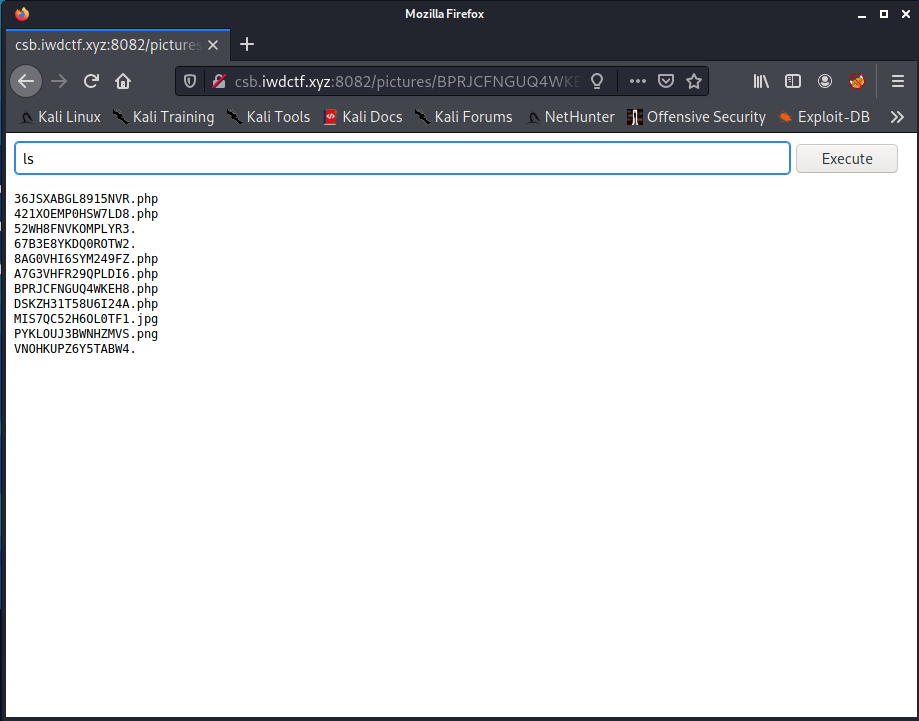 Mozilla Firefox
csb.iwdctf.xyz:8082/pictures
csb.iwdctf.xyz:8082/pictures/BPRJCFNGUQ4WKE
Kali Linux Kali Training Kali Tools Kali Docs Kali Forums NetHunter Offensive Security Exploit-DB
ls Execute
36JSXABGL8915NVR.php
421XOEMP0HSW7LD8.php
52WH8FNVKOMPLYR3.
67B3E8YKDQ0ROTW2.
8AG0VHI6SYM249FZ.php
A7G3VHFR29QPLDI6.php
BPRJCFNGUQ4WKEH8.php
DSKZH31T58U6I24A.php
MIS7QC52H6OL0TF1.jpg
PYKLOUJ3BWNHZMVS.png
VNOHKUPZ6Y5TABW4.